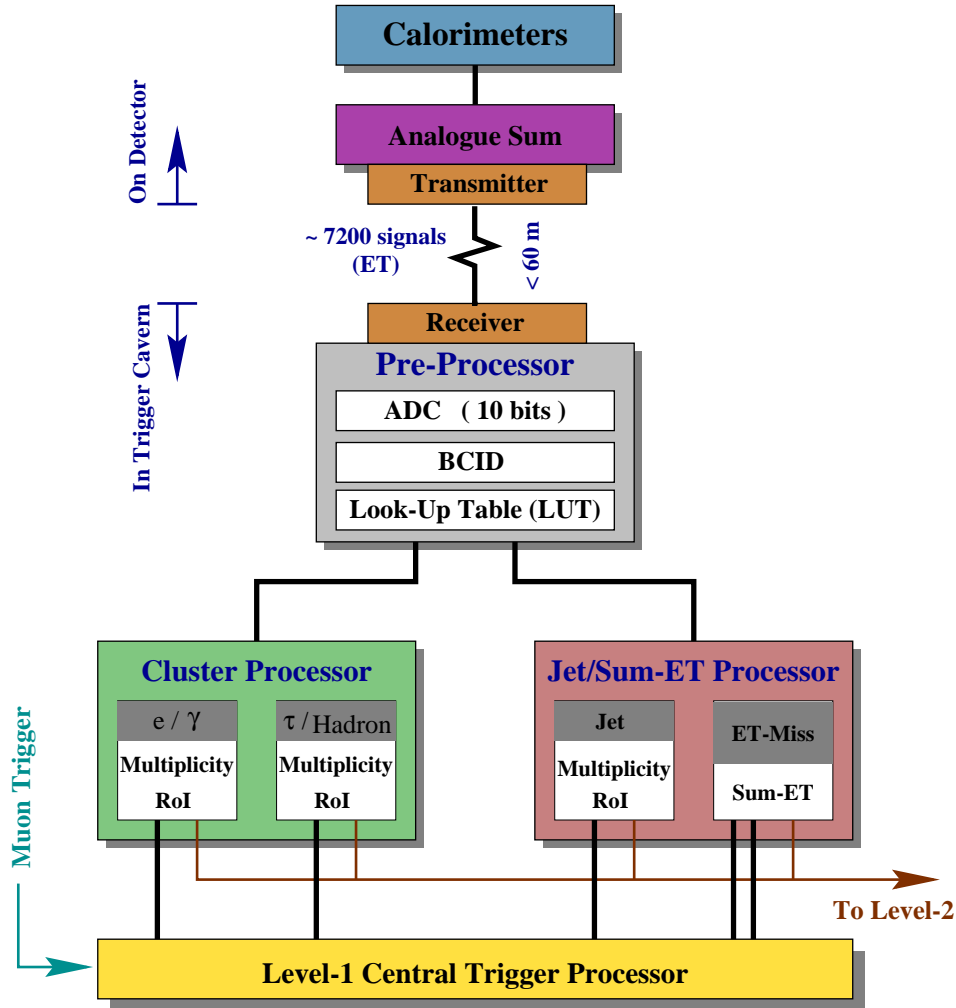 Calorimeters
On Detector
Analogue Sum
Transmitter
~ 7200 signals
(ET)
< 60 m
In Trigger Cavern
Receiver
Pre-Processor
ADC ( 10 bits )
BCID
Look-Up Table (LUT)
Cluster Processor
e / γ
Multiplicity
RoI
τ / Hadron
Multiplicity
RoI
Jet/Sum-ET Processor
Jet
Multiplicity
RoI
ET-Miss
Sum-ET
Muon Trigger
To Level-2
Level-1 Central Trigger Processor